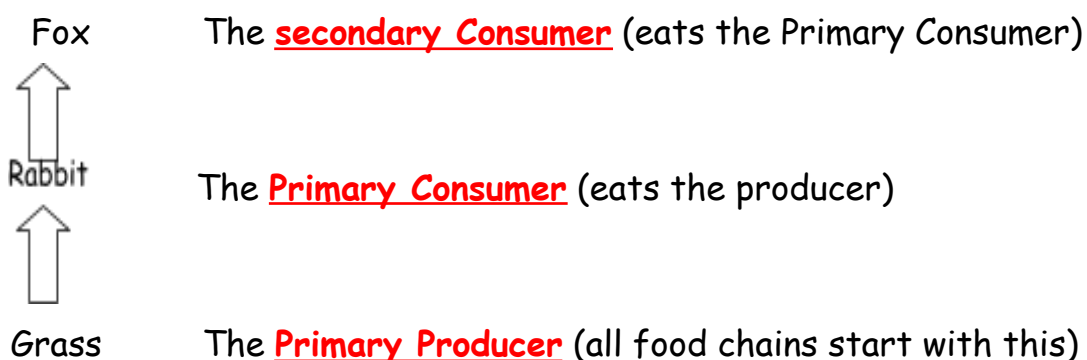 Fox The secondary Consumer (eats the Primary Consumer)
Rabbit The Primary Consumer (eats the producer)
Grass The Primary Producer (all food chains start with this)